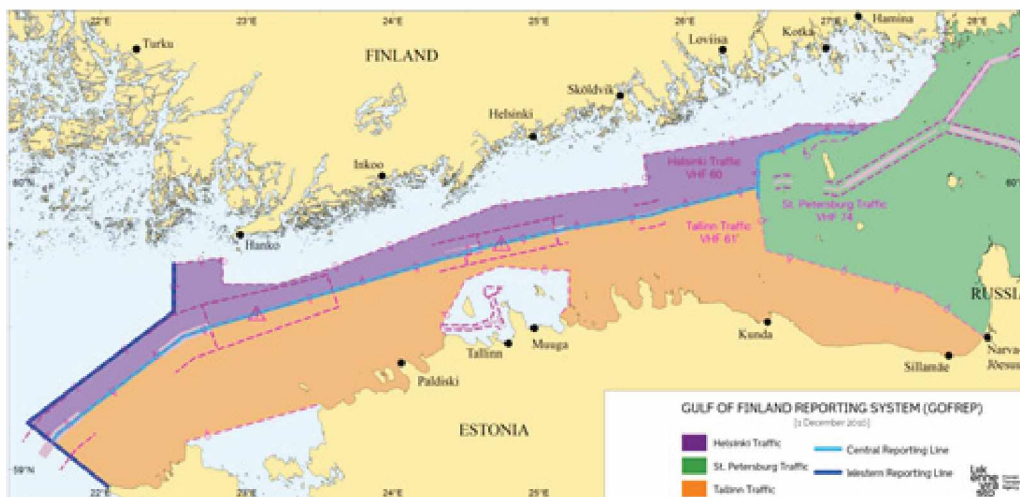 22°E
23°E
24°E
25°E
26°E
27°E
28°E
Turku
FINLAND
Loviisa
Kotka
Hamina
Sköldvik
Helsinki
Inkoo
Hanko
60°N
60°
Helsinki Traffic
VHF 60
St. Petersburg Traffic
VHF 74
Tallinn Traffic
VHF 61
RUSSIA
Tallinn
Muuga
Kunda
Paldiski
Sillamäe
Narva-
Jõesuu
ESTONIA
59°N
22°E
23°E
24°E
GULF OF FINLAND REPORTING SYSTEM (GOFREP)
Helsinki Traffic
Central Reporting Line
St. Petersburg Traffic
Western Reporting Line
Tallinn Traffic